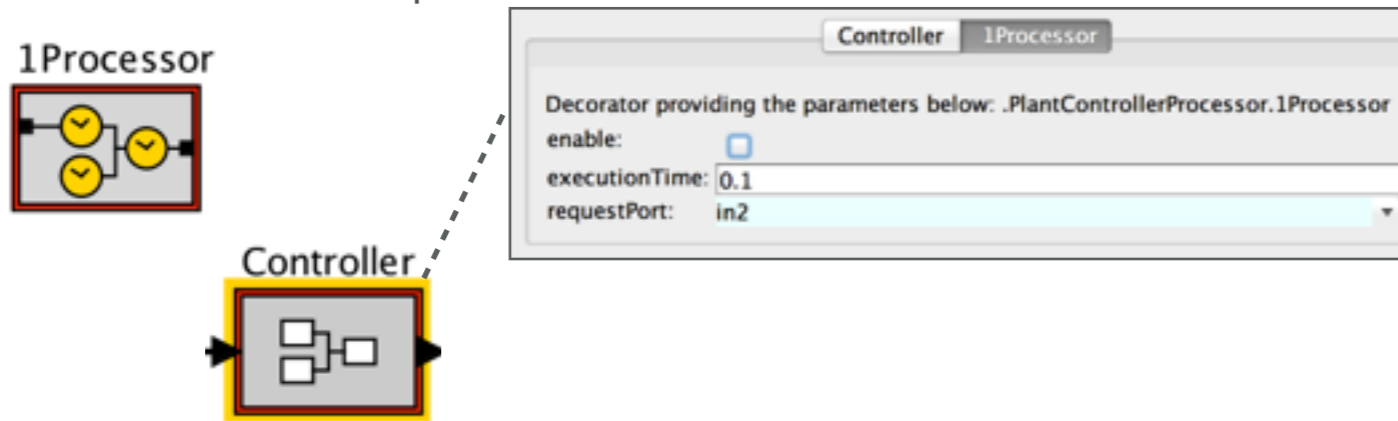 1Processor
Controller
Controller 1Processor
Decorator providing the parameters below: .PlantControllerProcessor.1Processor
enable:
executionTime: 0.1
requestPort: in2